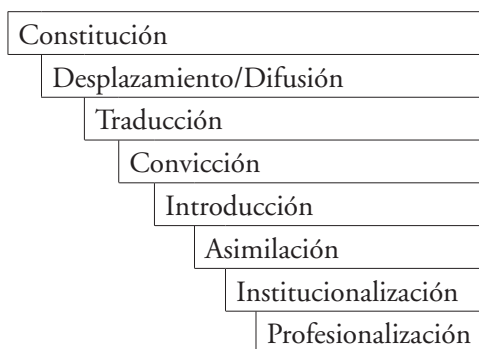 Constitución
Desplazamiento/Difusión
Traducción
Convicción
Introducción
Asimilación
Institucionalización
Profesionalización